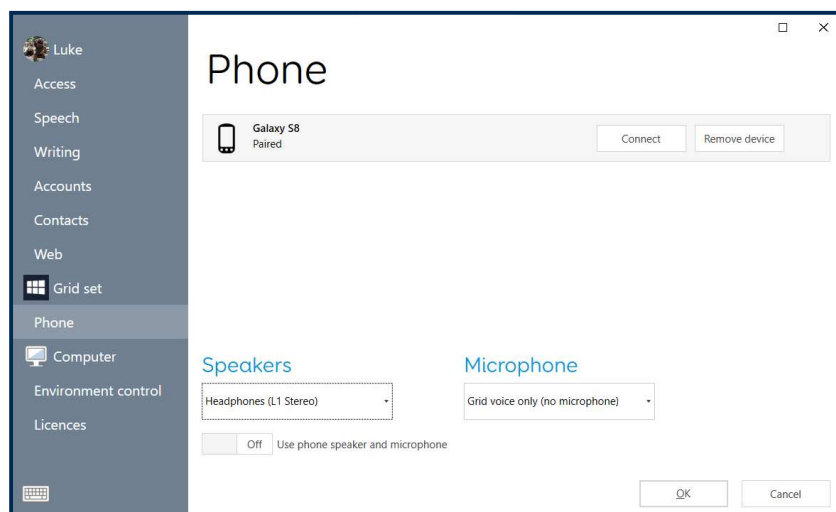 Luke
Access
Speech
Writing
Accounts
Contacts
Web
Grid set
Phone
Computer
Environment control
Licences
Phone
Galaxy S8
Paired
Connect
Remove device
Speakers
Headphones (L1 Stereo)
Off
Use phone speaker and microphone
Microphone
Grid voice only (no microphone)
OK
Cancel